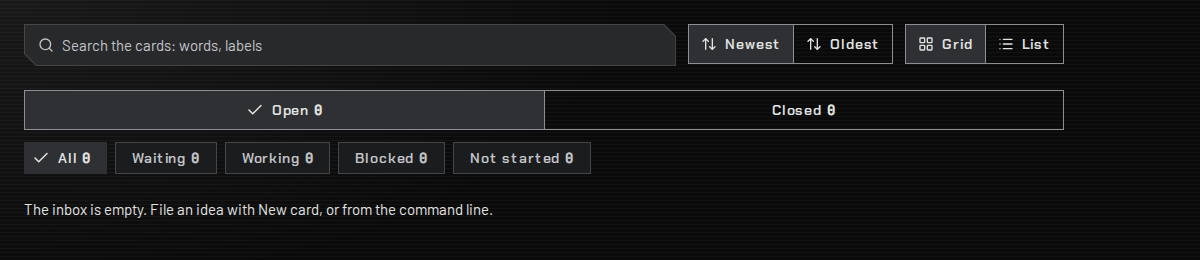 Search the cards: words, labels
Newest
Oldest
Grid
List
Open 0
Closed 0
All 0
Waiting 0
Working 0
Blocked 0
Not started 0
The inbox is empty. File an idea with New card, or from the command line.